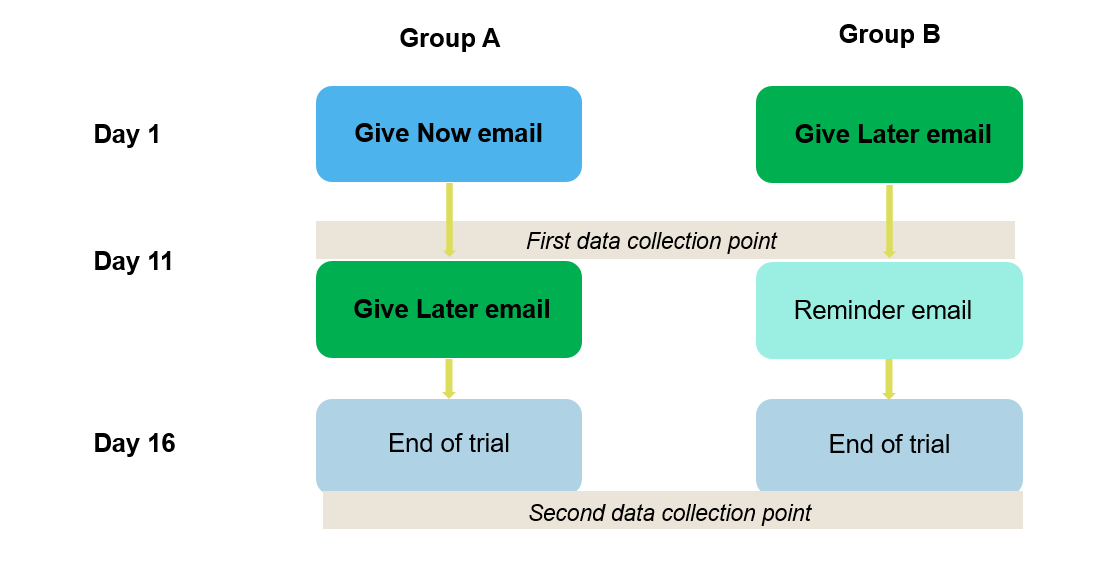 Group A
Group B
Day 1
Give Now email
Give Later email
First data collection point
Day 11
Give Later email
Reminder email
Day 16
End of trial
End of trial
Second data collection point